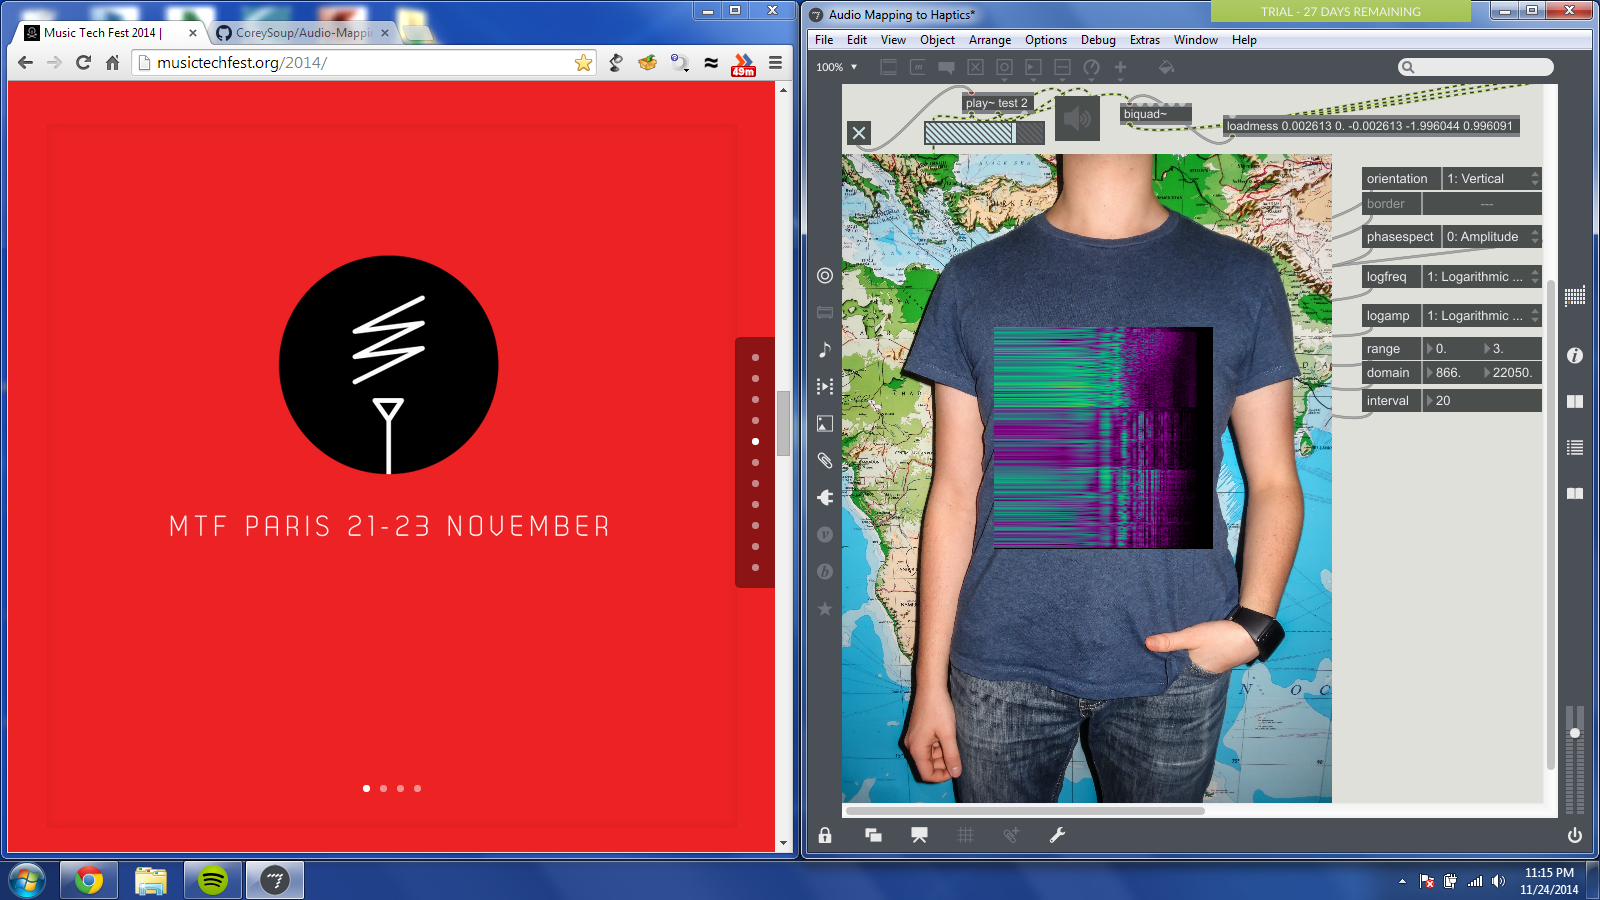 Music Tech Fest 2014 |
CoreySoup/Audio-Mappi
musictechfest.org/2014/
49m
MTF PARIS 21-23 NOVEMBER
Audio Mapping to Haptics*
TRIAL - 27 DAYS REMAINING
File Edit View Object Arrange Options Debug Extras Window Help
100%
play~ test 2
biquad~
loadmess 0.002613 0. -0.002613 -1.996044 0.996091
orientation 1: Vertical
border ---
phasespect 0: Amplitude
logfreq 1: Logarithmic ...
logamp 1: Logarithmic ...
range 0. 3.
domain 866. 22050.
interval 20
11:15 PM
11/24/2014